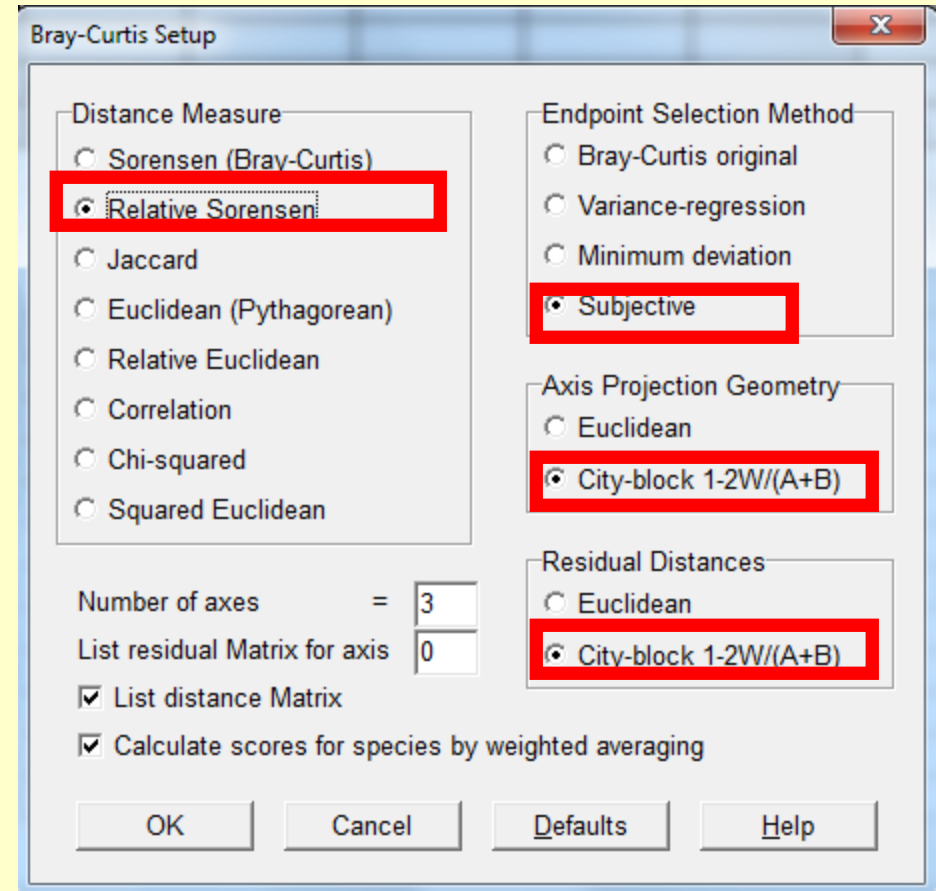 Bray-Curtis Setup
x
Distance Measure
Sorensen (Bray-Curtis)
Relative Sorensen
Jaccard
Euclidean (Pythagorean)
Relative Euclidean
Correlation
Chi-squared
Squared Euclidean
Endpoint Selection Method
Bray-Curtis original
Variance-regression
Minimum deviation
Subjective
Axis Projection Geometry
Euclidean
City-block 1-2W/(A+B)
Residual Distances
Euclidean
City-block 1-2W/(A+B)
Number of axes = 3
List residual Matrix for axis 0
List distance Matrix
Calculate scores for species by weighted averaging
OK Cancel Defaults Help